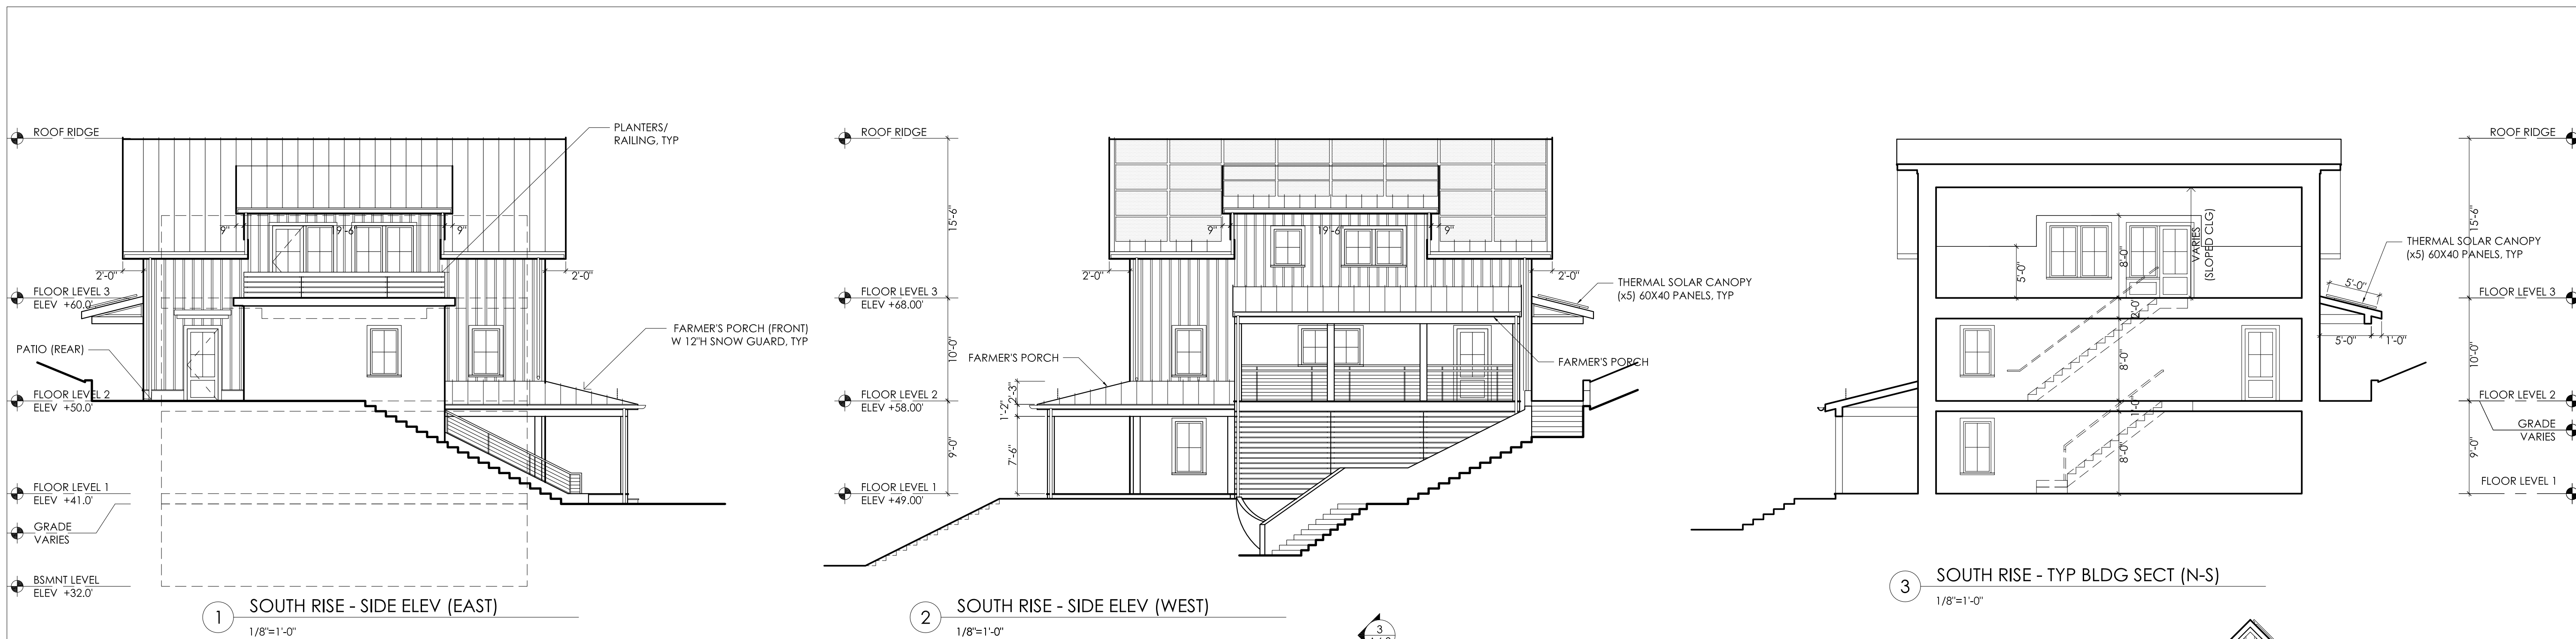 ROOF RIDGE
PLANTERS/
RAILING, TYP
9"
19'-6"
9"
2'-0"
2'-0"
FLOOR LEVEL 3
ELEV +60.0'
FARMER'S PORCH (FRONT)
W 12"H SNOW GUARD, TYP
PATIO (REAR)
FLOOR LEVEL 2
ELEV +50.0'
FLOOR LEVEL 1
ELEV +41.0'
GRADE
VARIES
BSMNT LEVEL
ELEV +32.0'
1
SOUTH RISE - SIDE ELEV (EAST)
1/8"=1'-0"
ROOF RIDGE
15'-6"
9"
19'-6"
9"
2'-0"
2'-0"
FLOOR LEVEL 3
ELEV +68.00'
THERMAL SOLAR CANOPY
(x5) 60X40 PANELS, TYP
10'-0"
FARMER'S PORCH
FARMER'S PORCH
FLOOR LEVEL 2
ELEV +58.00'
2'-3"
1'-2"
9'-0"
7'-6"
FLOOR LEVEL 1
ELEV +49.00'
2
SOUTH RISE - SIDE ELEV (WEST)
1/8"=1'-0"
3
ROOF RIDGE
15'-6"
VARIES
(SLOPED CLG)
8'-0"
5'-0"
THERMAL SOLAR CANOPY
(x5) 60X40 PANELS, TYP
5'-0"
FLOOR LEVEL 3
2'-0"
5'-0"
1'-0"
10'-0"
8'-0"
FLOOR LEVEL 2
1'-0"
GRADE
VARIES
9'-0"
8'-0"
FLOOR LEVEL 1
3
SOUTH RISE - TYP BLDG SECT (N-S)
1/8"=1'-0"